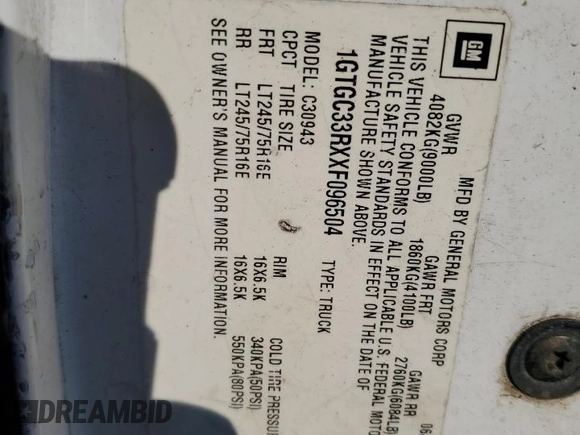 GM
MFD BY GENERAL MOTORS CORP 06
GVWR GAWR FRT GAWR RR
4082KG(9000LB) 1860KG(4100LB) 2760KG(6084LB)
THIS VEHICLE CONFORMS TO ALL APPLICABLE U.S. FEDERAL MOTO
VEHICLE SAFETY STANDARDS IN EFFECT ON THE DATE OF
MANUFACTURE SHOWN ABOVE.
1GTGC33RXXF096504 TYPE: TRUCK
MODEL: C30943
CPCT TIRE SIZE RIM COLD TIRE PRESSUR
FRT LT245/75R16E 16X6.5K 340KPA(50PSI)
RR LT245/75R16E 16X6.5K 550KPA(80PSI)
SEE OWNER'S MANUAL FOR MORE INFORMATION.
DREAMBID